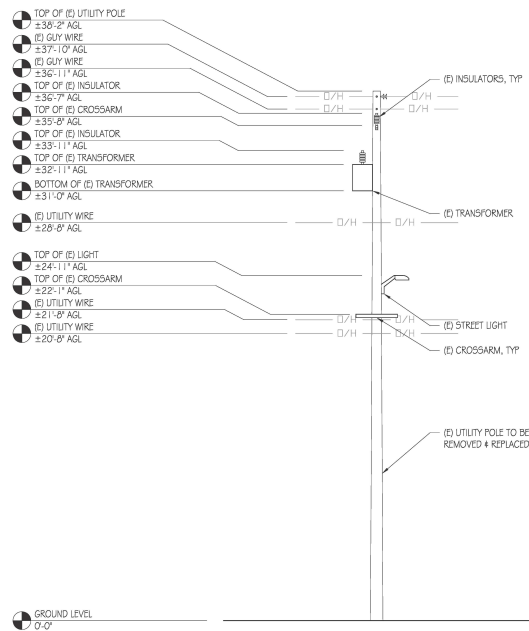 TOP OF (E) UTILITY POLE
±38'-2" AGL
(E) GUY WIRE
±37'-10" AGL
(E) GUY WIRE
±36'-11" AGL
TOP OF (E) INSULATOR
±36'-7" AGL
TOP OF (E) CROSSARM
±35'-8" AGL
TOP OF (E) INSULATOR
±33'-11" AGL
TOP OF (E) TRANSFORMER
±32'-11" AGL
BOTTOM OF (E) TRANSFORMER
±31'-0" AGL
(E) UTILITY WIRE
±28'-8" AGL
TOP OF (E) LIGHT
±24'-11" AGL
TOP OF (E) CROSSARM
±22'-1" AGL
(E) UTILITY WIRE
±21'-8" AGL
(E) UTILITY WIRE
±20'-8" AGL
GROUND LEVEL
0'-0"
O/H O/H
O/H O/H
O/H O/H
O/H O/H
O/H O/H
(E) INSULATORS, TYP
(E) TRANSFORMER
(E) STREET LIGHT
(E) CROSSARM, TYP
(E) UTILITY POLE TO BE
REMOVED & REPLACED